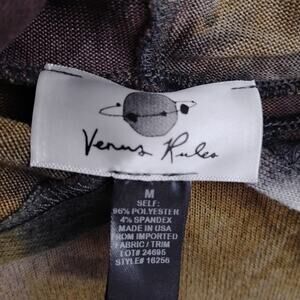 Venus Rules
M
SELF:
96% POLYESTER
4% SPANDEX
MADE IN USA
FROM IMPORTED
FABRIC / TRIM
LOT# 24695
STYLE# 16256